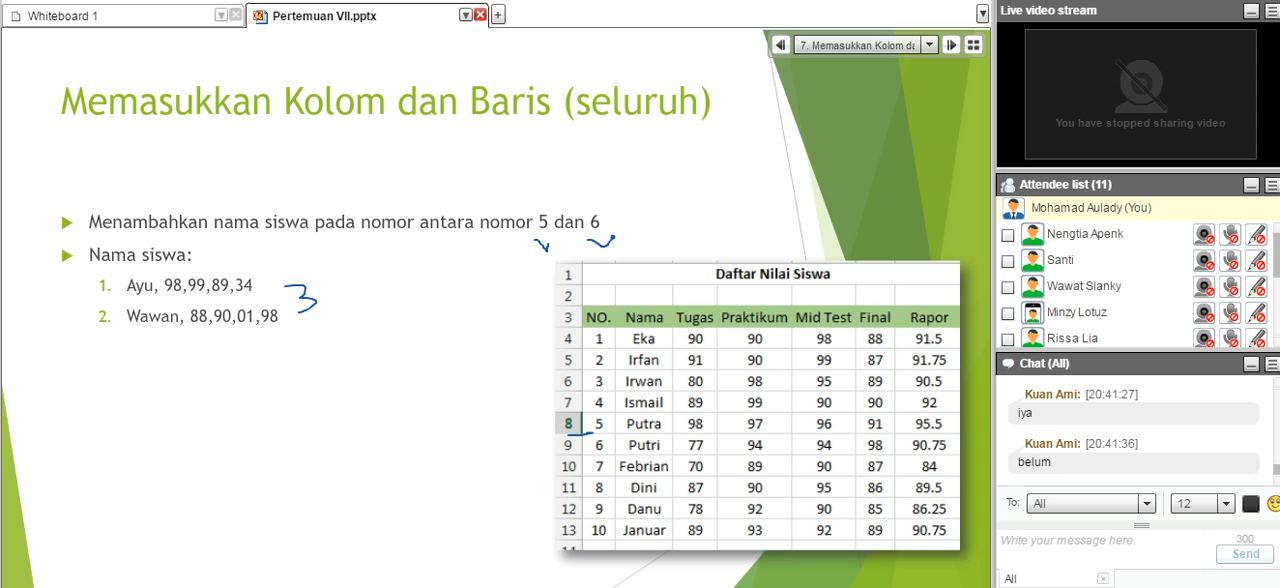 Whiteboard 1
Pertemuan VII.pptx
7. Memasukkan Kolom da
Memasukkan Kolom dan Baris (seluruh)
Menambahkan nama siswa pada nomor antara nomor 5 dan 6
Nama siswa:
1. Ayu, 98,99,89,34
2. Wawan, 88,90,01,98
3
1 Daftar Nilai Siswa
2
3 NO. Nama Tugas Praktikum Mid Test Final Rapor
4 1 Eka 90 90 98 88 91.5
5 2 Irfan 91 90 99 87 91.75
6 3 Irwan 80 98 95 89 90.5
7 4 Ismail 89 99 90 90 92
8 5 Putra 98 97 96 91 95.5
9 6 Putri 77 94 94 98 90.75
10 7 Febrian 70 89 90 87 84
11 8 Dini 87 90 95 86 89.5
12 9 Danu 78 92 90 85 86.25
13 10 Januar 89 93 92 89 90.75
Live video stream
You have stopped sharing video
Attendee list (11)
Mohamad Aulady (You)
Nengtia Apenk
Santi
Wawat Slanky
Minzy Lotuz
Rissa Lia
Chat (All)
Kuan Ami: [20:41:27]
iya
Kuan Ami: [20:41:36]
belum
To: All 12
Write your message here. 300
Send
All